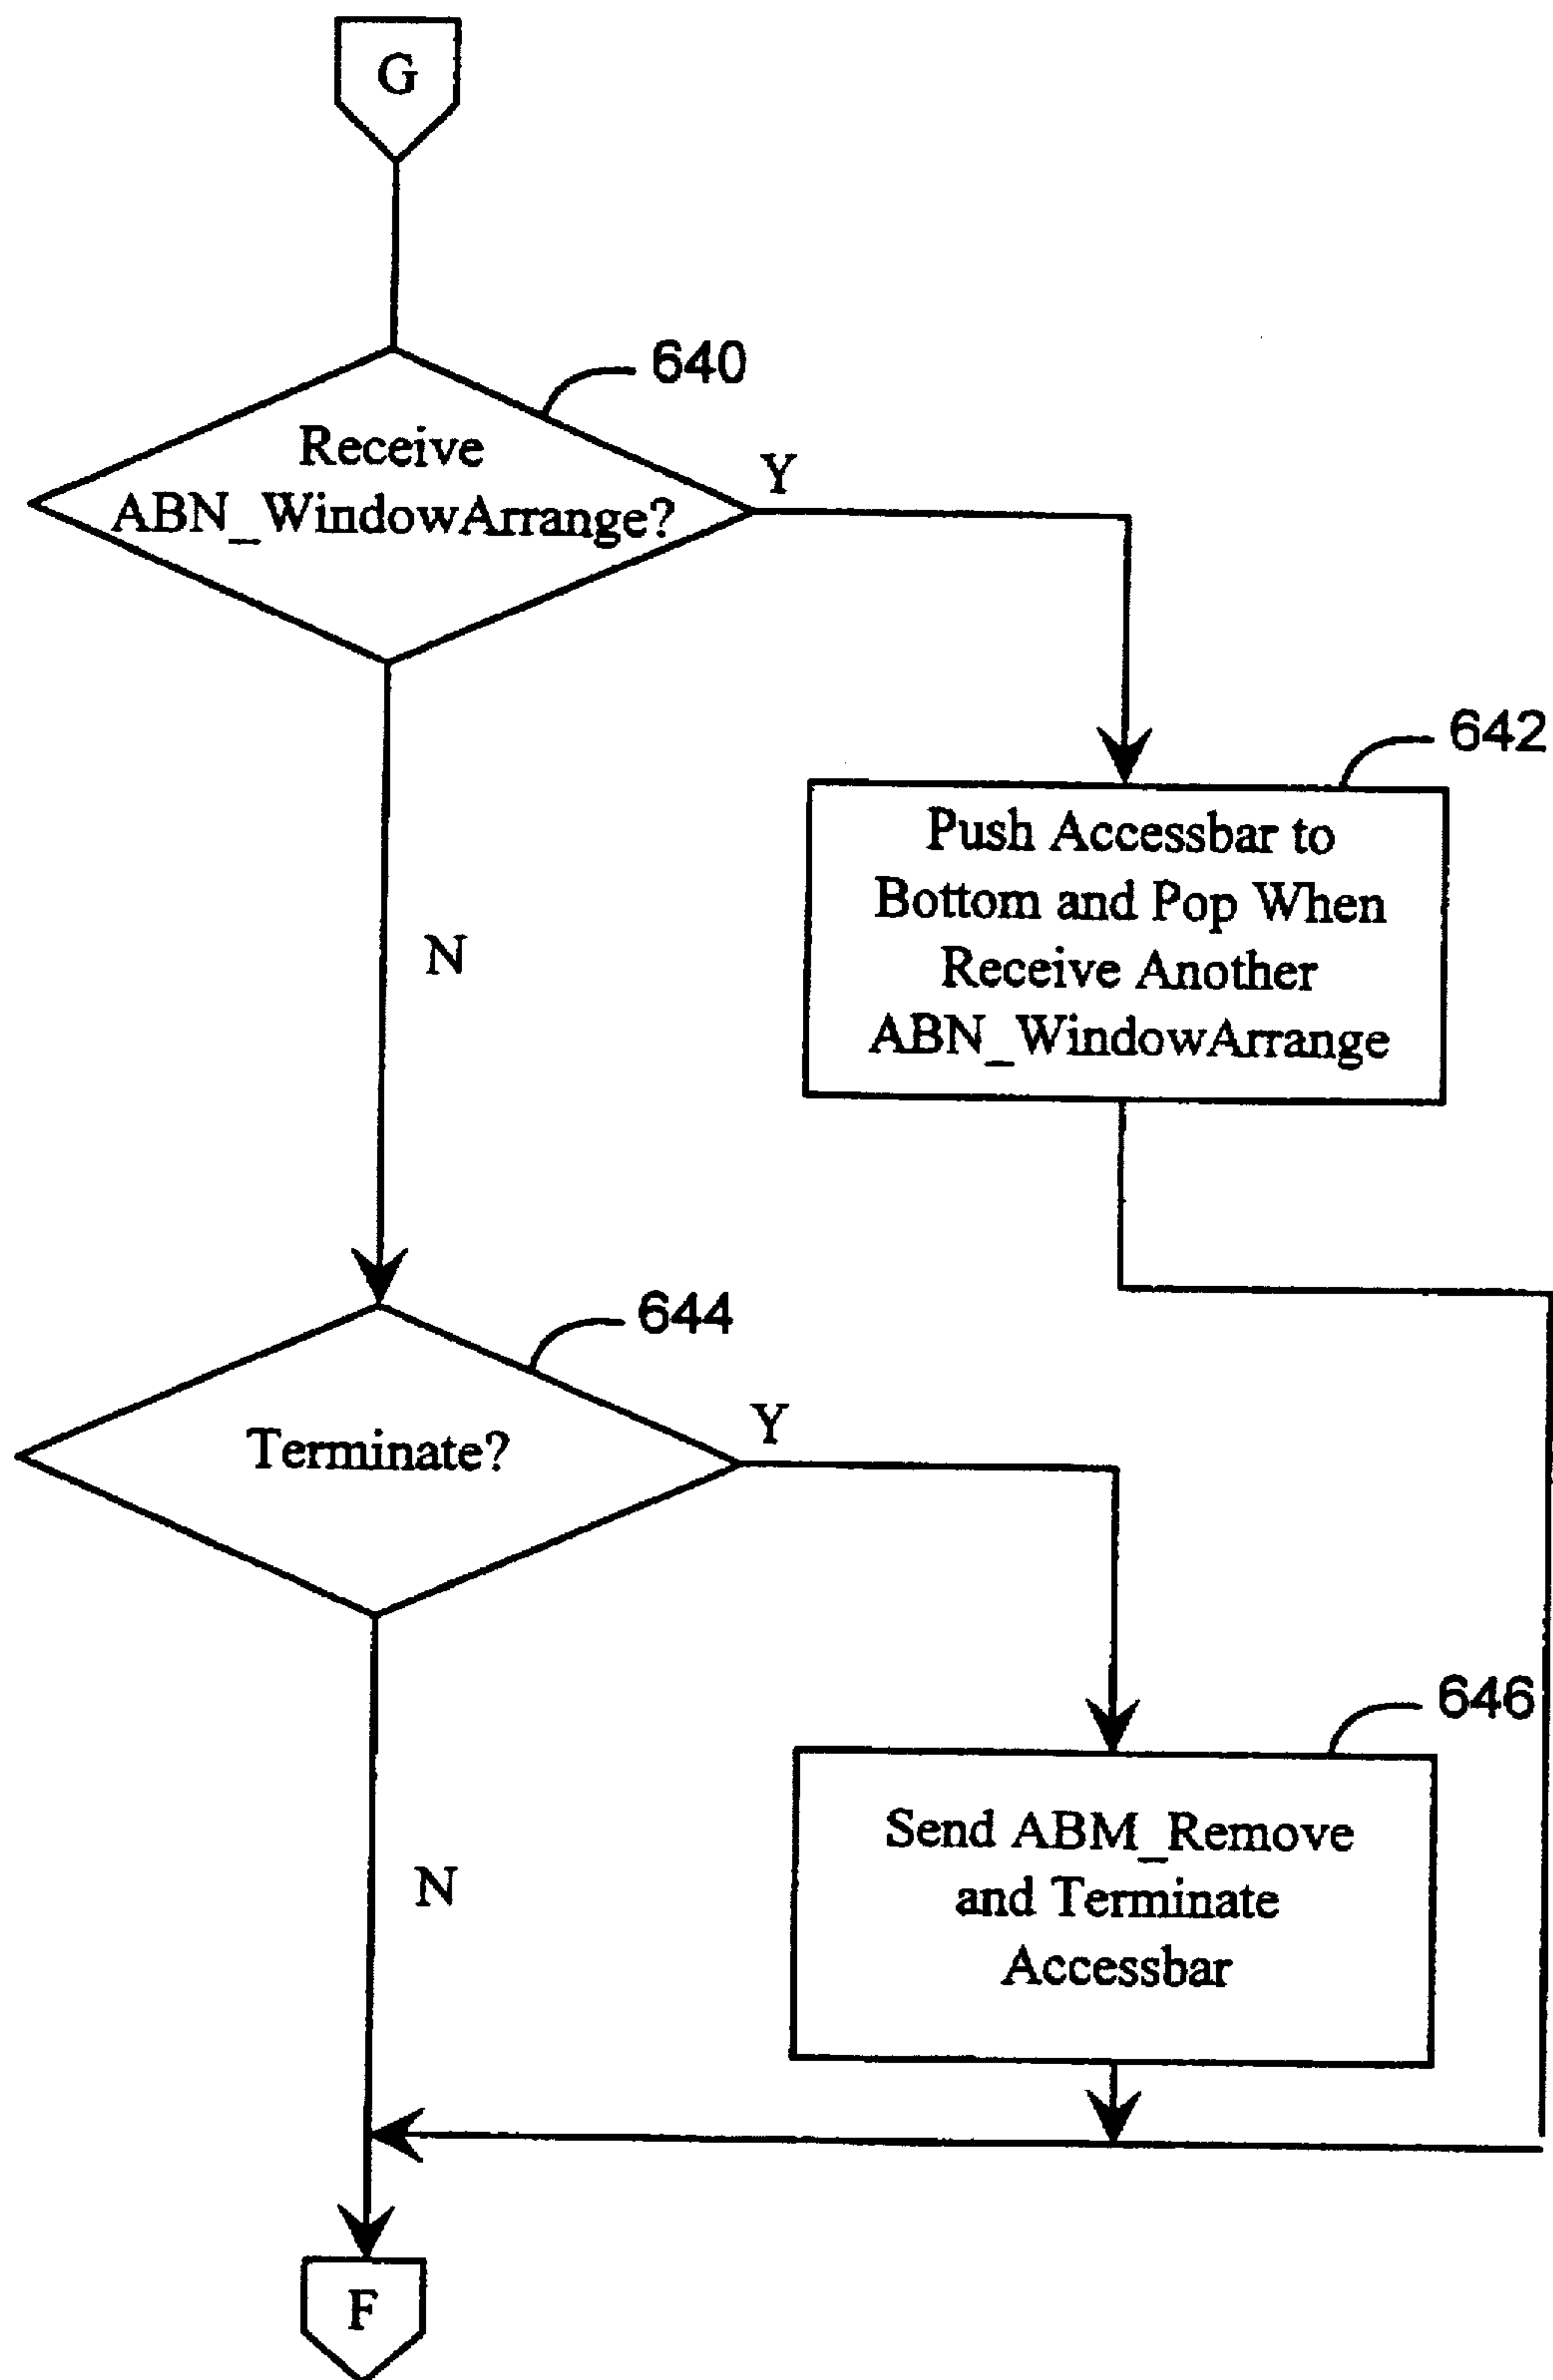 G
640
Receive
ABN_WindowArrange?
Y
642
Push Accessbar to
Bottom and Pop When
Receive Another
ABN_WindowArrange
N
644
Terminate?
Y
646
Send ABM_Remove
and Terminate
Accessbar
N
F